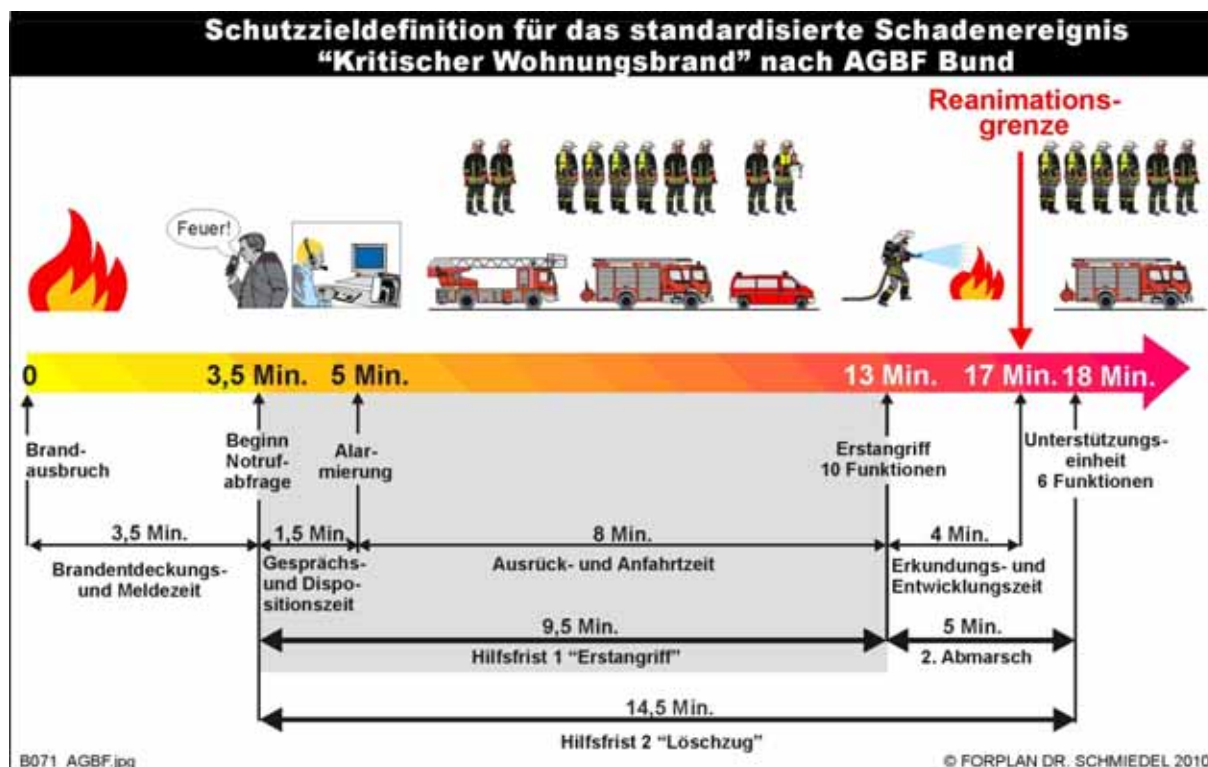 Schutzzieldefinition für das standardisierte Schadenereignis
“Kritischer Wohnungsbrand” nach AGBF Bund
Reanimations-
grenze
Feuer!
0
3,5 Min.
5 Min.
13 Min.
17 Min.
18 Min.
Brand-
ausbruch
Beginn
Notruf-
abfrage
Alar-
mierung
Erstangriff
10 Funktionen
Unterstützungs-
einheit
6 Funktionen
3,5 Min.
1,5 Min.
8 Min.
4 Min.
Brandentdeckungs-
und Meldezeit
Gesprächs-
und Dispo-
sitionszeit
Ausrück- und Anfahrtzeit
Erkundungs- und
Entwicklungszeit
9,5 Min.
5 Min.
Hilfsfrist 1 “Erstangriff”
2. Abmarsch
14,5 Min.
Hilfsfrist 2 “Löschzug”
B071_AGBF.jpg
© FORPLAN DR. SCHMIEDEL 2010